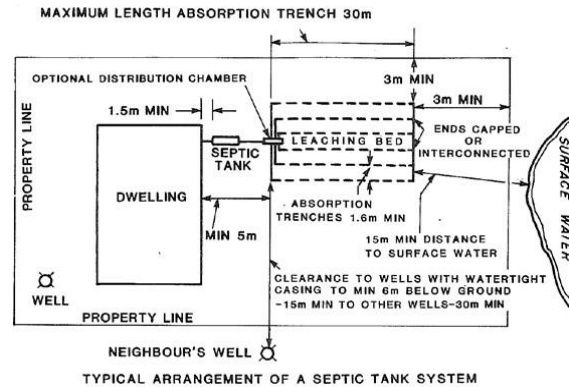 MAXIMUM LENGTH ABSORPTION TRENCH 30m
OPTIONAL DISTRIBUTION CHAMBER
3m MIN
3m MIN
1.5m MIN
PROPERTY LINE
SEPTIC
TANK
LEACHING BED
ENDS CAPPED
OR
INTERCONNECTED
SURFACE WATER
DWELLING
MIN 5m
ABSORPTION
TRENCHES 1.6m MIN
15m MIN DISTANCE
TO SURFACE WATER
WELL
CLEARANCE TO WELLS WITH WATERTIGHT
CASING TO MIN 6m BELOW GROUND
-15m MIN TO OTHER WELLS-30m MIN
PROPERTY LINE
NEIGHBOUR'S WELL
TYPICAL ARRANGEMENT OF A SEPTIC TANK SYSTEM